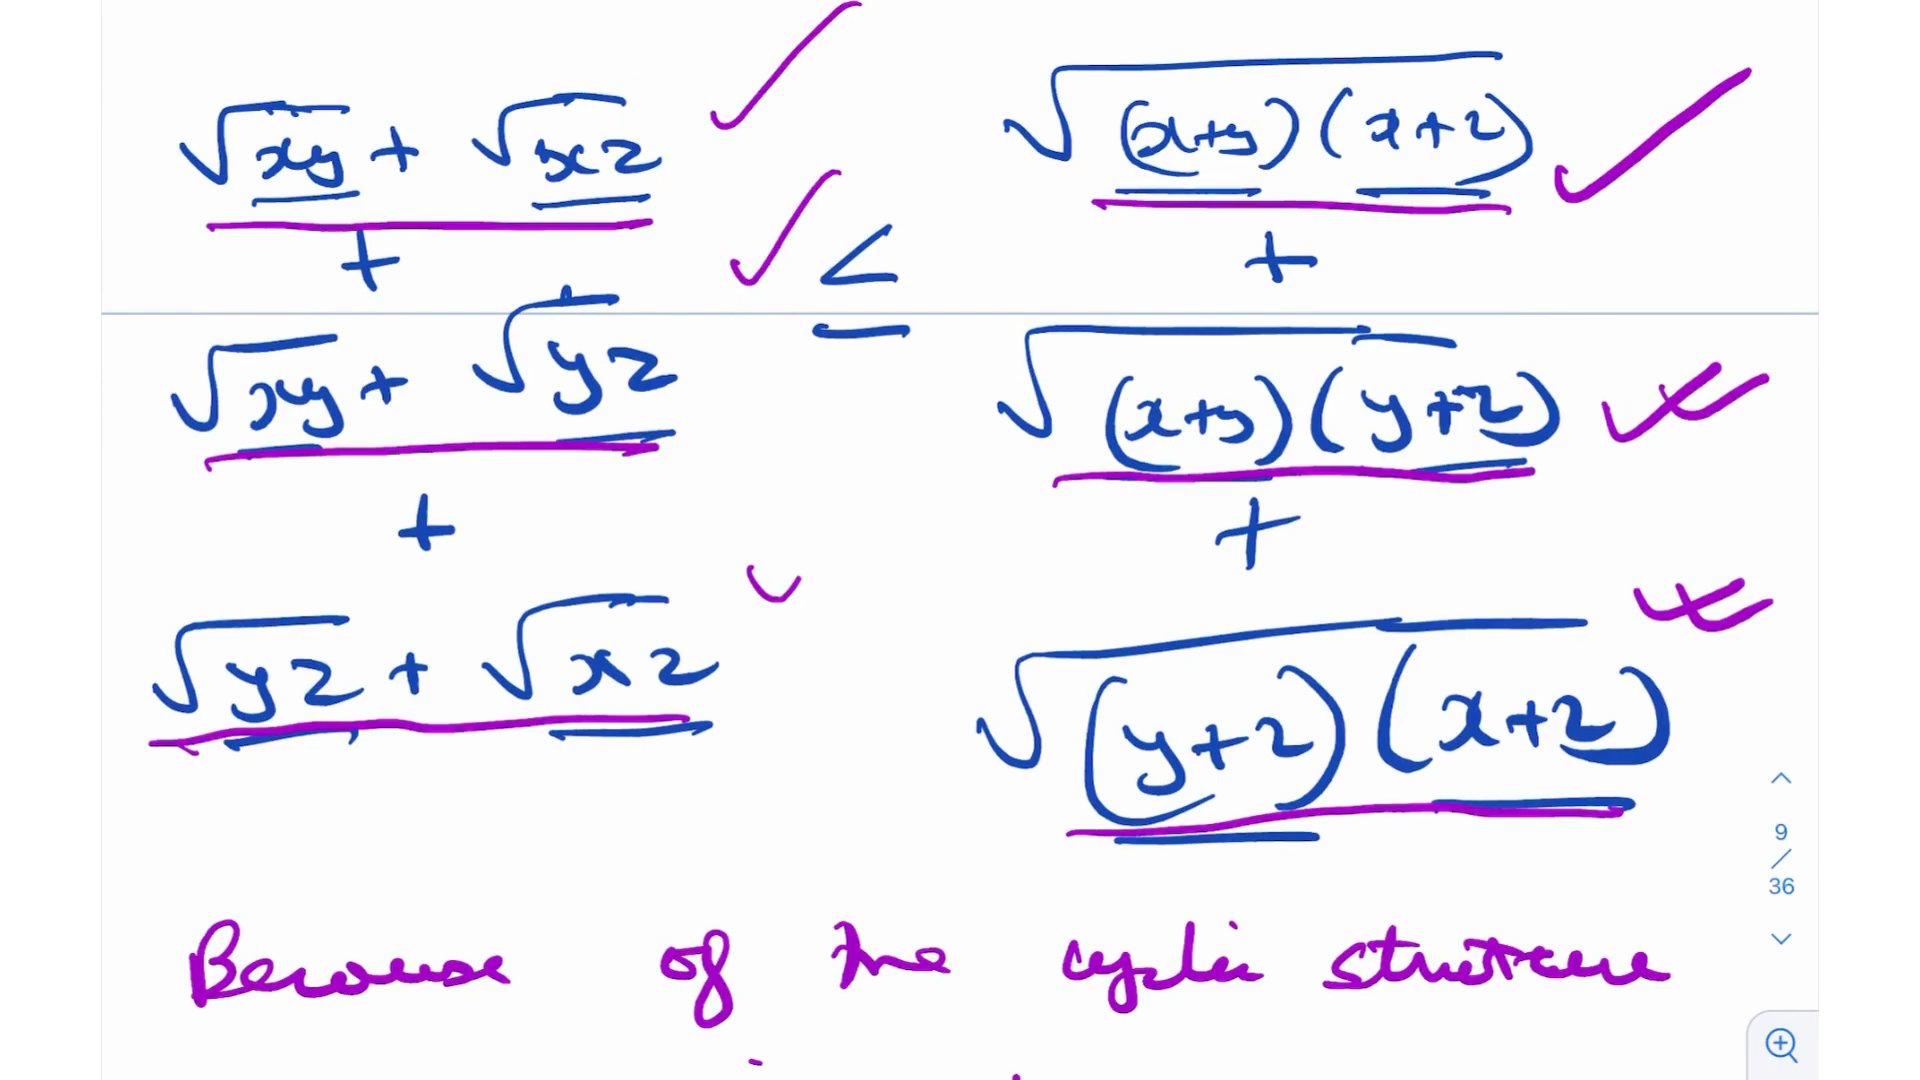 √xy + √xz ≤ √(x+y)(x+z)
+ +
√xy + √yz √(x+y)(y+z)
+ +
√yz + √xz √(y+z)(x+z)
9
/
36
Because of the cyclic structure